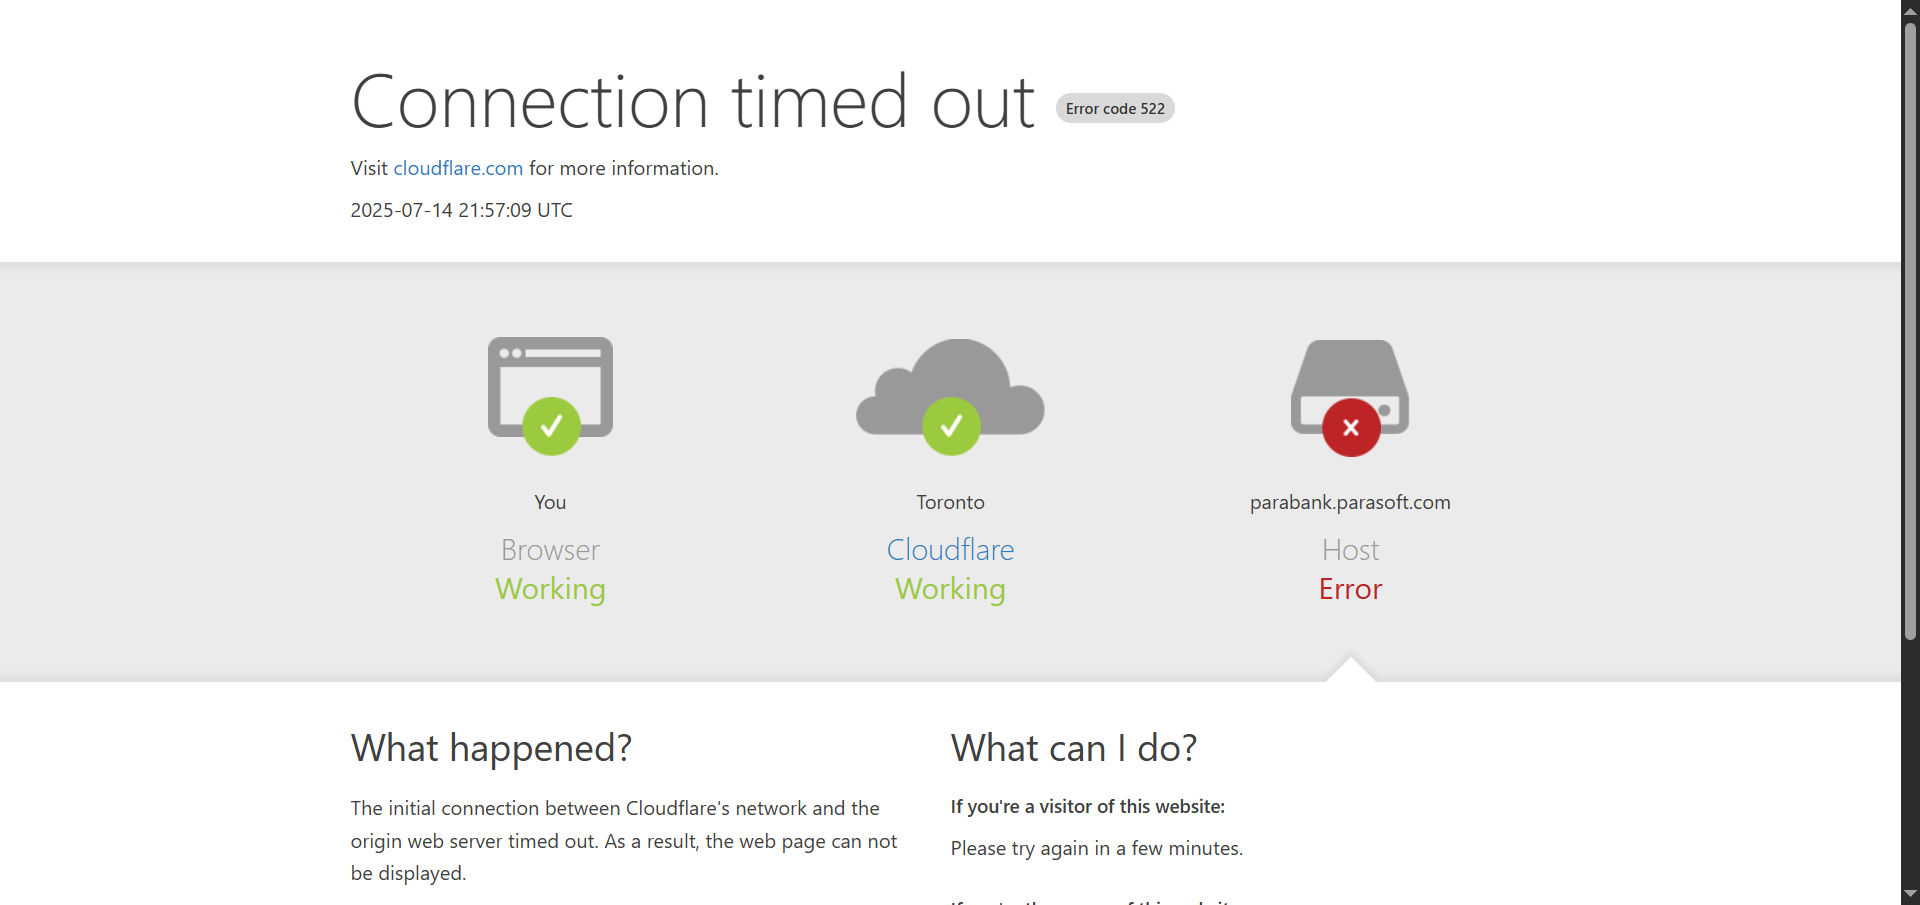 Connection timed out Error code 522
Visit cloudflare.com for more information.
2025-07-14 21:57:09 UTC
You
Browser
Working
Toronto
Cloudflare
Working
parabank.parasoft.com
Host
Error
What happened?
The initial connection between Cloudflare's network and the
origin web server timed out. As a result, the web page can not
be displayed.
What can I do?
If you're a visitor of this website:
Please try again in a few minutes.